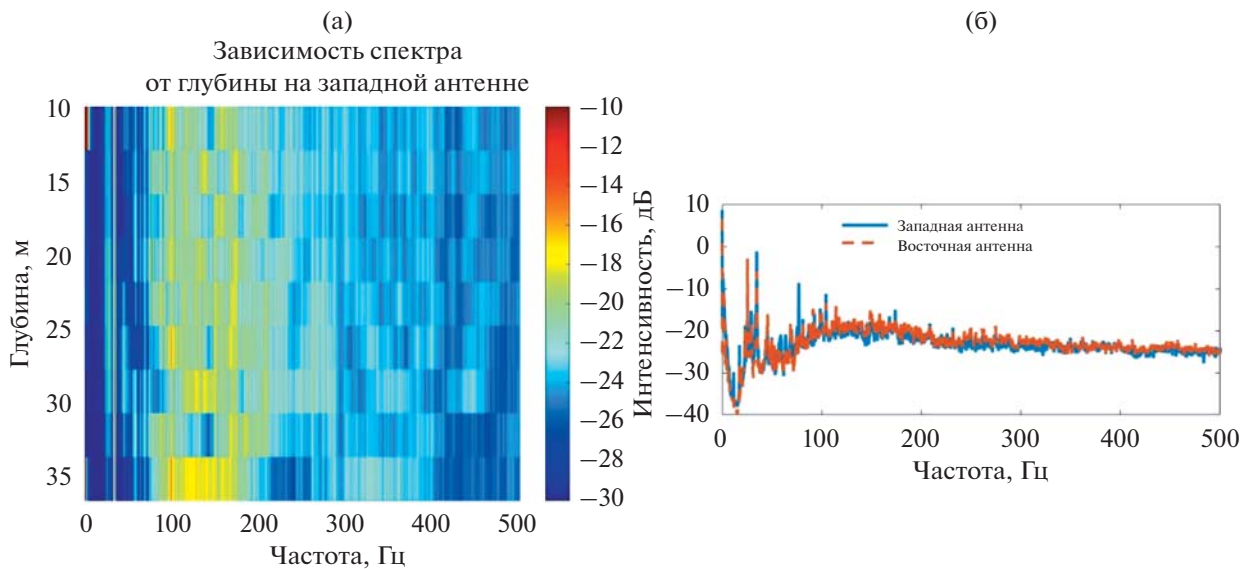 (а)
Зависимость спектра
от глубины на западной антенне
10
15
20
25
30
35
Глубина, м
0 100 200 300 400 500
Частота, Гц
−10
−12
−14
−16
−18
−20
−22
−24
−26
−28
−30
(б)
Интенсивность, дБ
10
0
−10
−20
−30
−40
Западная антенна
Восточная антенна
0 100 200 300 400 500
Частота, Гц